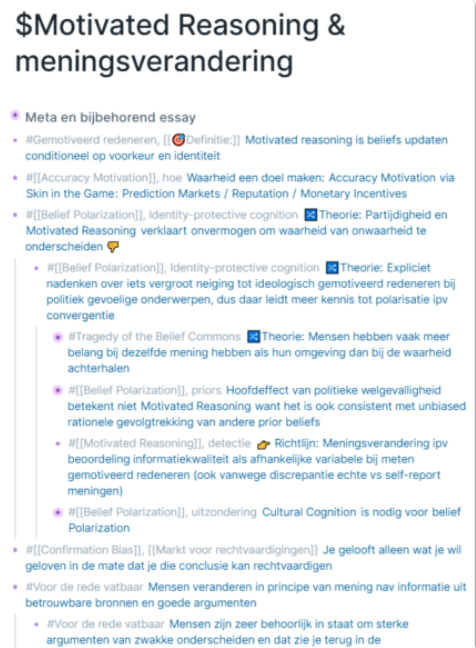 $Motivated Reasoning &
meningsverandering
Meta en bijbehorend essay
#Gemotiveerd redeneren, [[🎯Definitie:]] Motivated reasoning is beliefs updaten
conditioneel op voorkeur en identiteit
#[[Accuracy Motivation]], hoe Waarheid een doel maken: Accuracy Motivation via
Skin in the Game: Prediction Markets / Reputation / Monetary Incentives
#[[Belief Polarization]], Identity-protective cognition 🔀Theorie: Partijdigheid en
Motivated Reasoning verklaart onvermogen om waarheid van onwaarheid te
onderscheiden 👎
#[[Belief Polarization]], Identity-protective cognition 🔀Theorie: Expliciet
nadenken over iets vergroot neiging tot ideologisch gemotiveerd redeneren bij
politiek gevoelige onderwerpen, dus daar leidt meer kennis tot polarisatie ipv
convergentie
#Tragedy of the Belief Commons 🔀Theorie: Mensen hebben vaak meer
belang bij dezelfde mening hebben als hun omgeving dan bij de waarheid
achterhalen
#[[Belief Polarization]], priors Hoofdeffect van politieke welgevalligheid
betekent niet Motivated Reasoning want het is ook consistent met unbiased
rationele gevolgtrekking van andere prior beliefs
#[[Motivated Reasoning]], detectie 👉 Richtlijn: Meningsverandering ipv
beoordeling informatiekwaliteit als afhankelijke variabele bij meten
gemotiveerd redeneren (ook vanwege discrepantie echte vs self-report
meningen)
#[[Belief Polarization]], uitzondering Cultural Cognition is nodig voor belief
Polarization
#[[Confirmation Bias]], [[Markt voor rechtvaardigingen]] Je gelooft alleen wat je wil
geloven in de mate dat je die conclusie kan rechtvaardigen
#Voor de rede vatbaar Mensen veranderen in principe van mening nav informatie uit
betrouwbare bronnen en goede argumenten
#Voor de rede vatbaar Mensen zijn zeer behoorlijk in staat om sterke
argumenten van zwakke onderscheiden en dat zie je terug in de